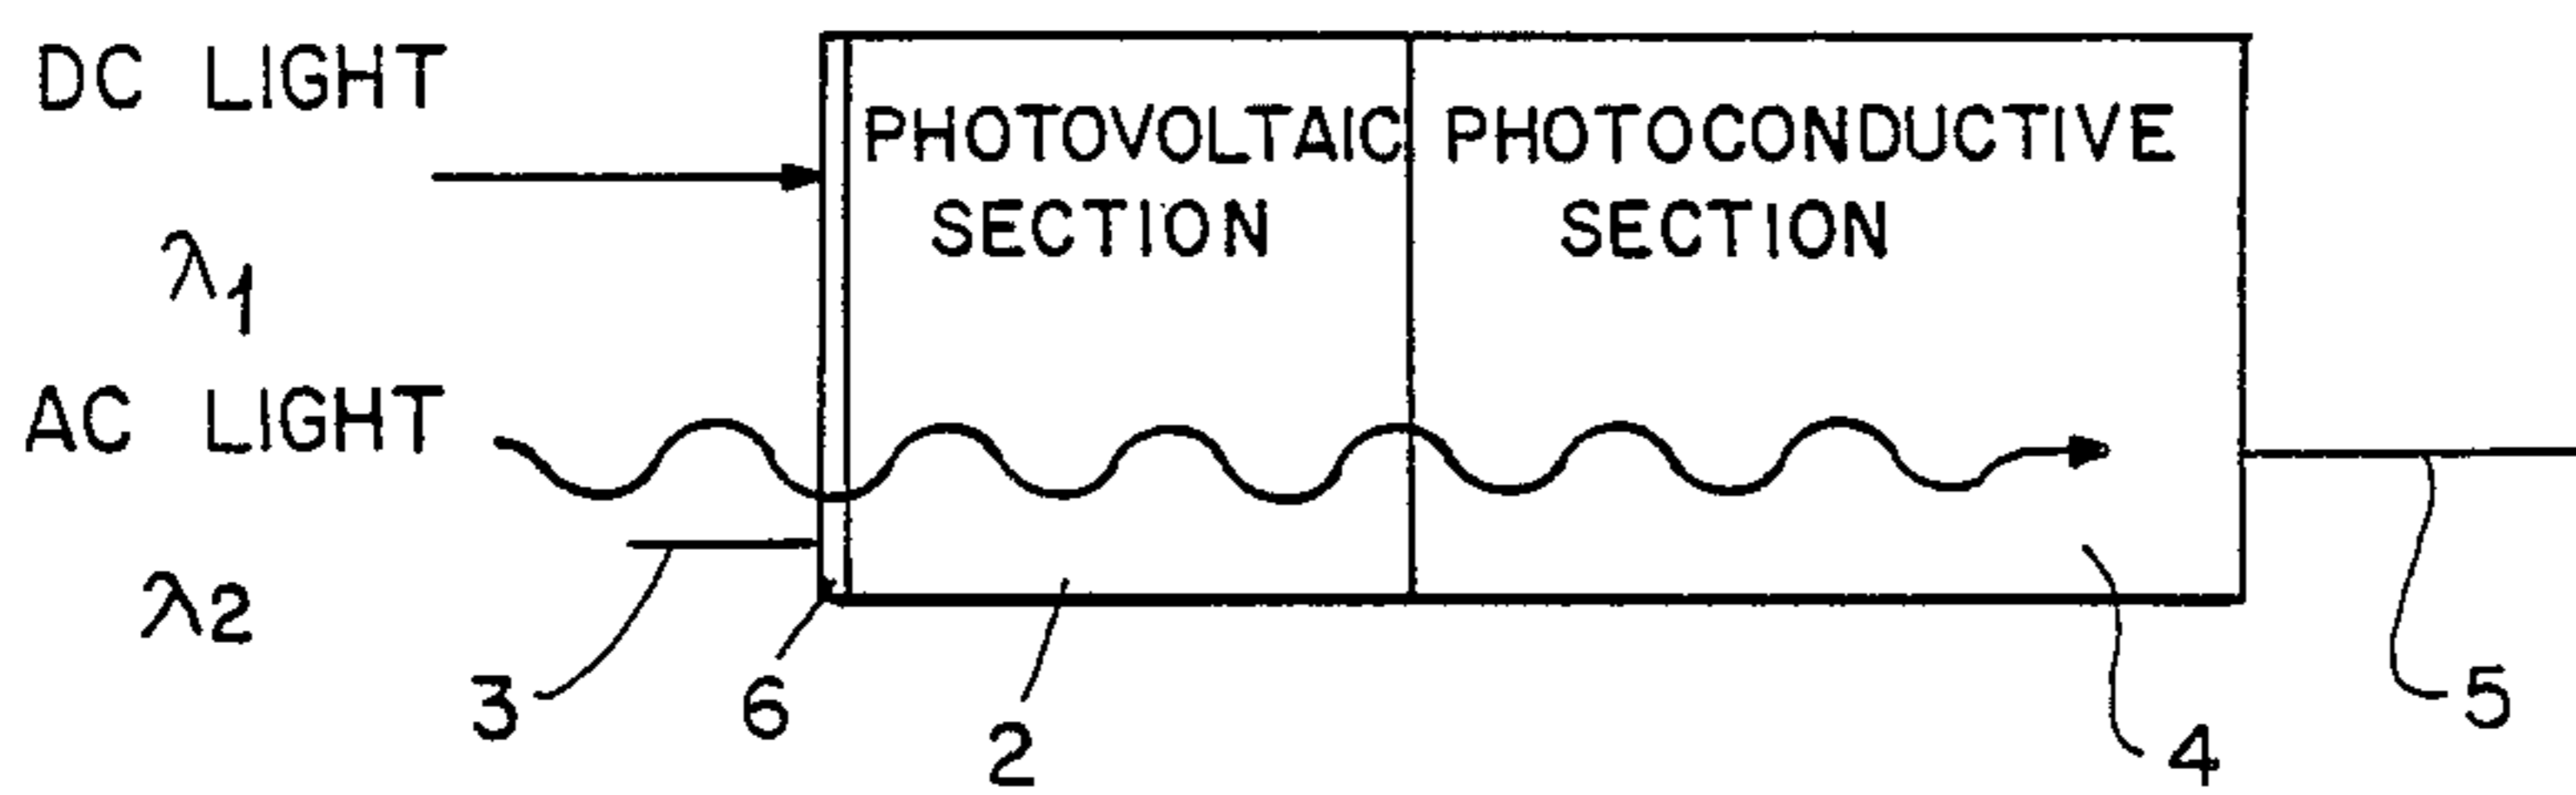 DC LIGHT
λ1
AC LIGHT
λ2
PHOTOVOLTAIC
SECTION
PHOTOCONDUCTIVE
SECTION
3
6
2
4
5